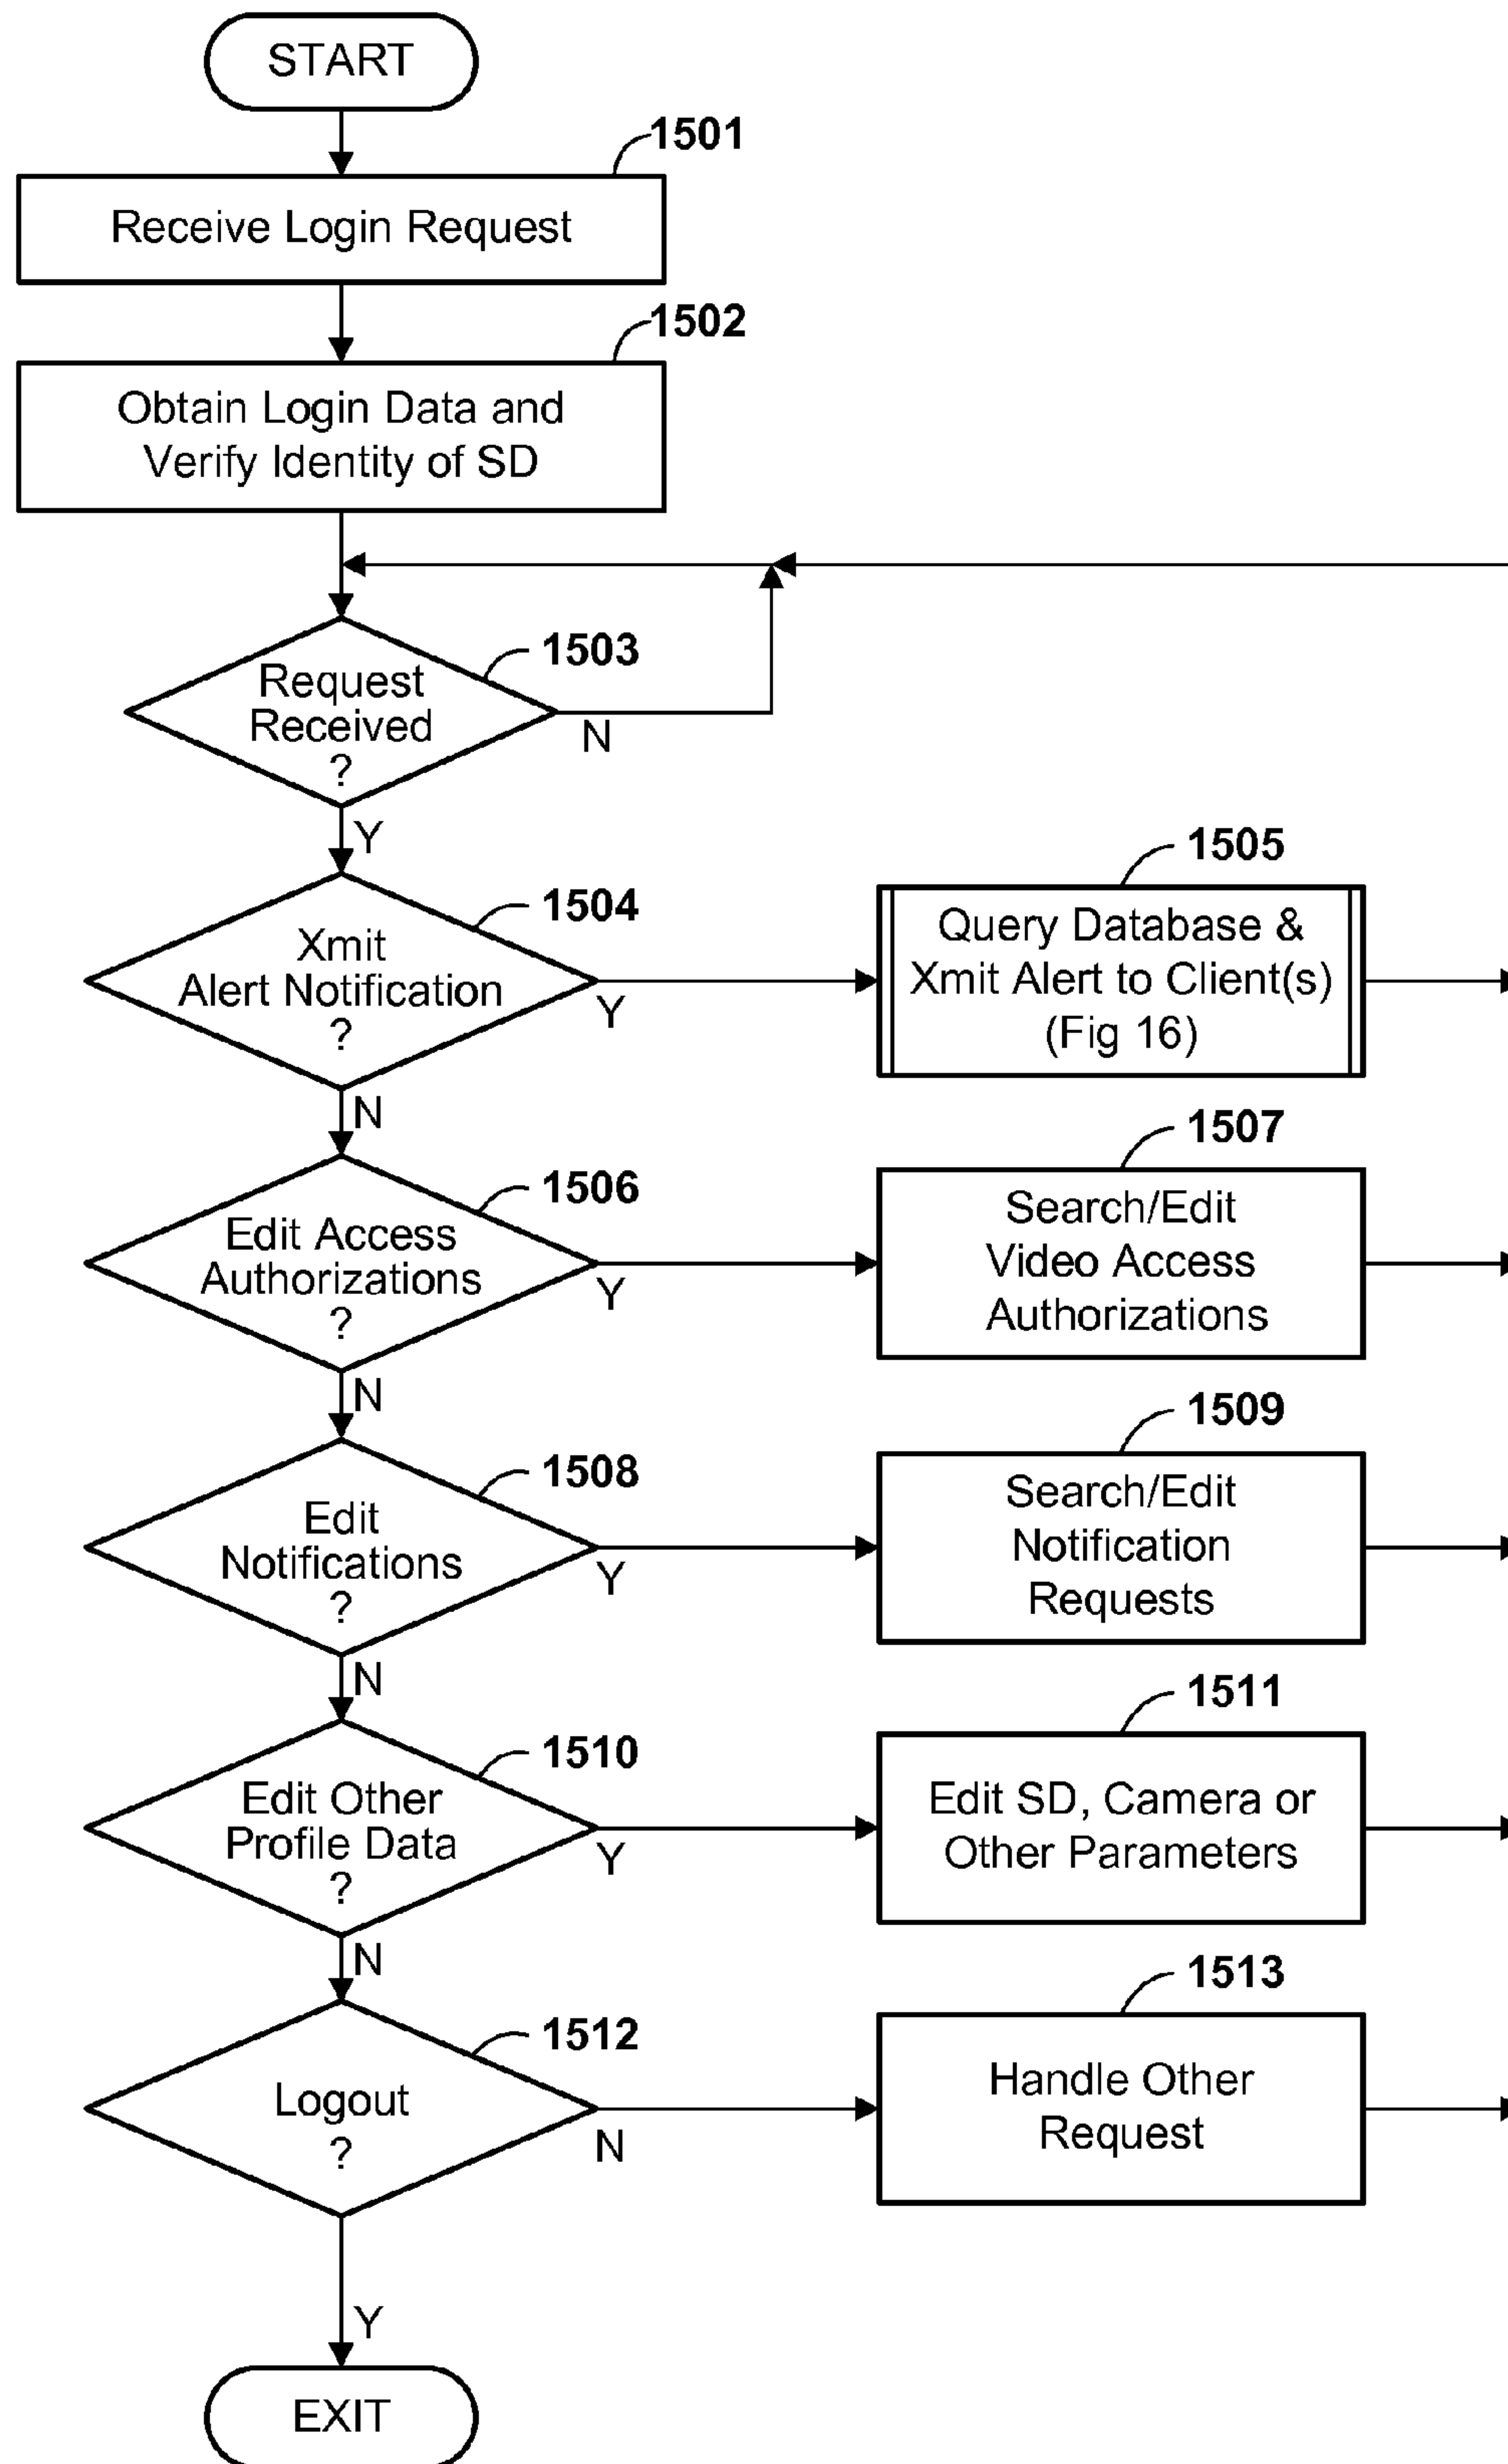 START
1501
Receive Login Request
1502
Obtain Login Data and
Verify Identity of SD
1503
Request
Received
?
N
Y
1504
Xmit
Alert Notification
?
Y
1505
Query Database &
Xmit Alert to Client(s)
(Fig 16)
N
1506
Edit Access
Authorizations
?
Y
1507
Search/Edit
Video Access
Authorizations
N
1508
Edit
Notifications
?
Y
1509
Search/Edit
Notification
Requests
N
1510
Edit Other
Profile Data
?
Y
1511
Edit SD, Camera or
Other Parameters
N
1512
Logout
?
N
1513
Handle Other
Request
Y
EXIT